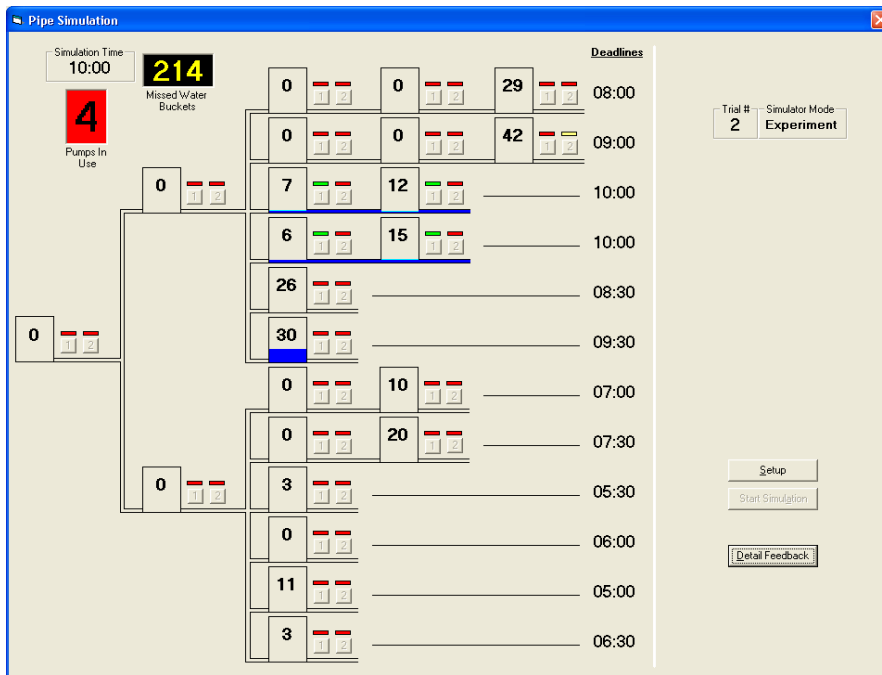 Pipe Simulation
Simulation Time
10:00
214
Missed Water
Buckets
4
Pumps In
Use
Deadlines
0 1 2 0 1 2 29 1 2 08:00
0 1 2 0 1 2 42 1 2 09:00
0 1 2 7 1 2 12 1 2 10:00
6 1 2 15 1 2 10:00
26 1 2 08:30
0 1 2 30 1 2 09:30
0 1 2 10 1 2 07:00
0 1 2 20 1 2 07:30
0 1 2 3 1 2 05:30
0 1 2 06:00
11 1 2 05:00
3 1 2 06:30
Trial #
2
Simulator Mode
Experiment
Setup
Start Simulation
Detail Feedback